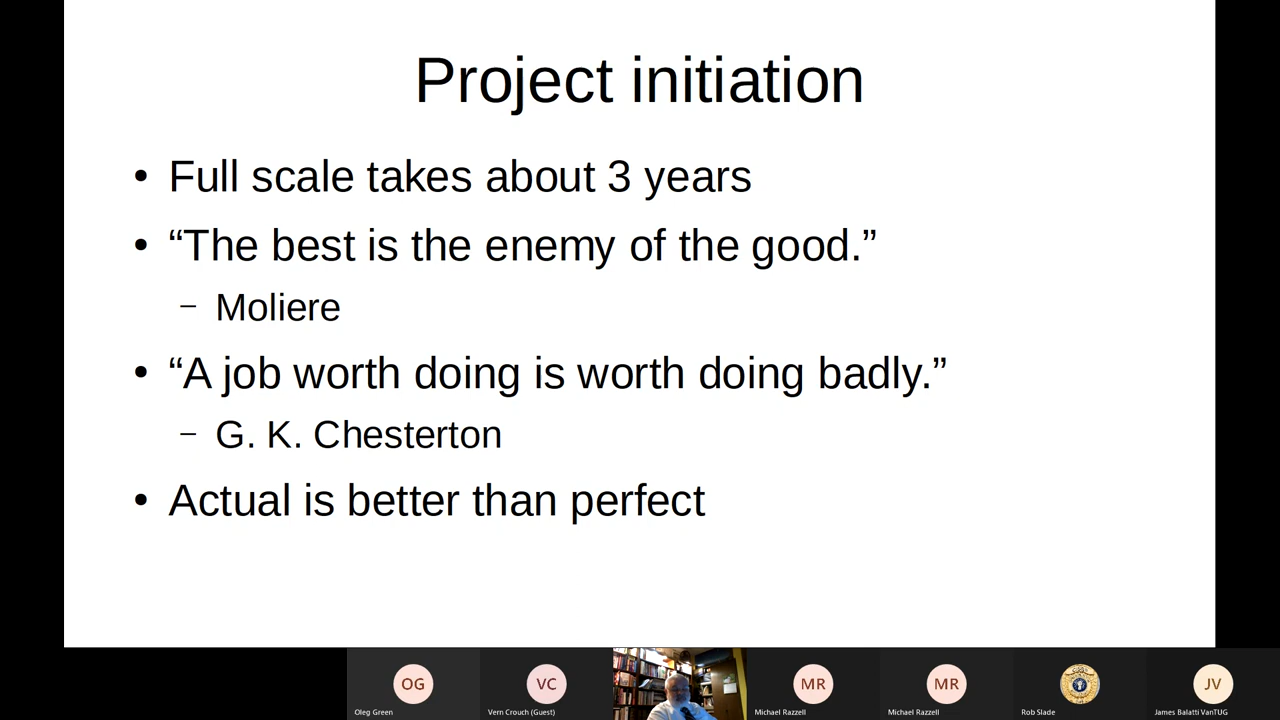 Project initiation
• Full scale takes about 3 years
• “The best is the enemy of the good.”
– Moliere
• “A job worth doing is worth doing badly.”
– G. K. Chesterton
• Actual is better than perfect
OG
VC
MR
MR
JV
Oleg Green
Vern Crouch (Guest)
Michael Razzell
Michael Razzell
Rob Slade
James Balatti VanTUG